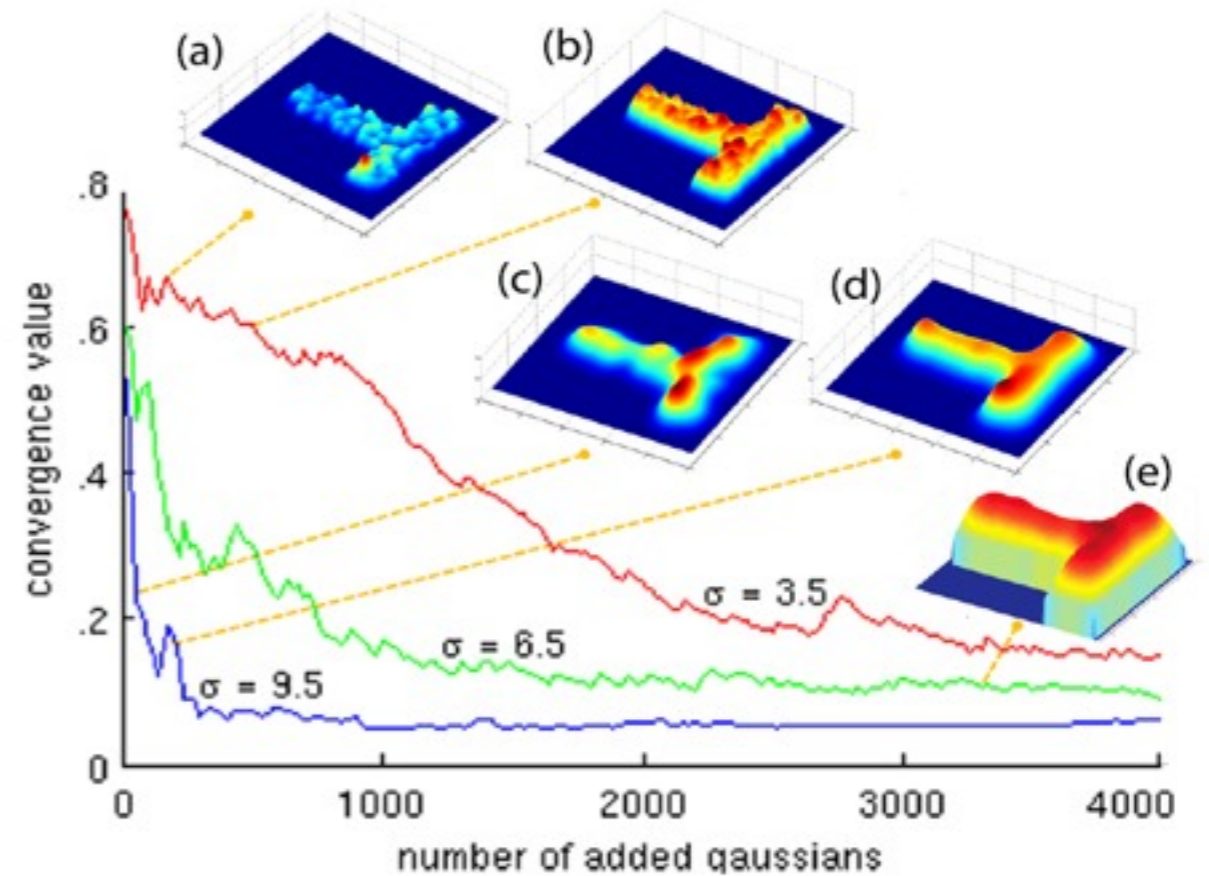 (a)
(b)
(c)
(d)
(e)
.8
.6
.4
.2
0
convergence value
σ = 3.5
σ = 6.5
σ = 9.5
0 1000 2000 3000 4000
number of added gaussians